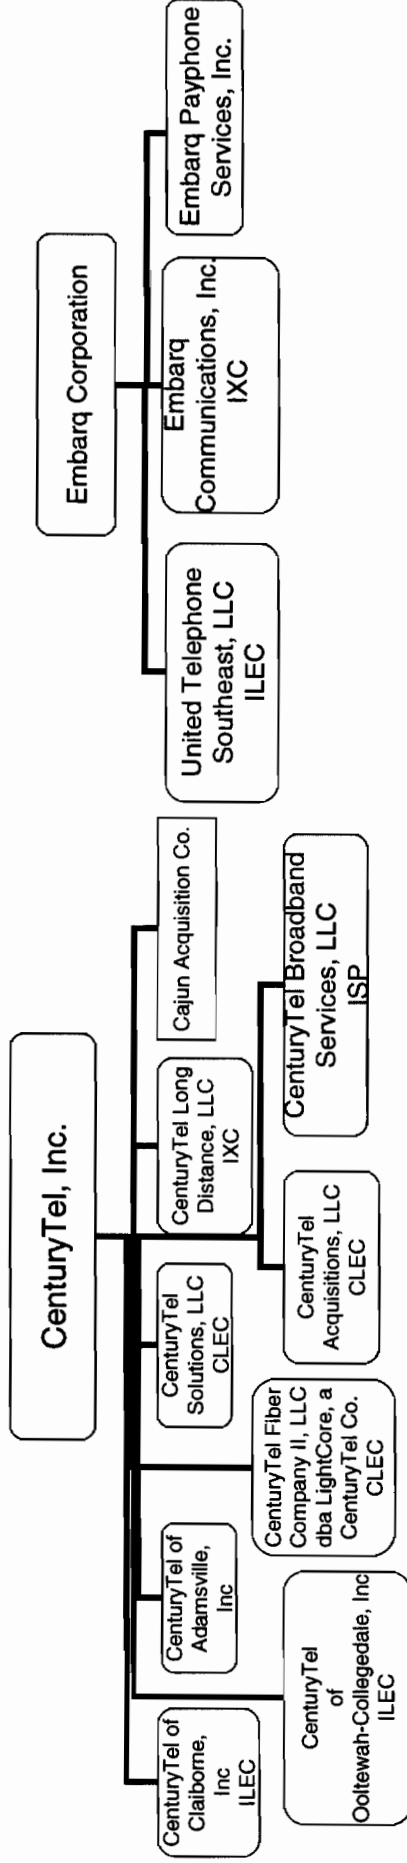 CenturyTel, Inc.
CenturyTel of
Claiborne,
Inc
ILEC
CenturyTel of
Adamsville,
Inc
CenturyTel
Solutions, LLC
CLEC
CenturyTel Long
Distance, LLC
IXC
Cajun Acquisition Co.
CenturyTel
of
Ooltewah-Collegedale, Inc
ILEC
CenturyTel Fiber
Company II, LLC
dba LightCore, a
CenturyTel Co.
CLEC
CenturyTel
Acquisitions, LLC
CLEC
CenturyTel Broadband
Services, LLC
ISP
Embarq Corporation
United Telephone
Southeast, LLC
ILEC
Embarq
Communications, Inc.
IXC
Embarq Payphone
Services, Inc.